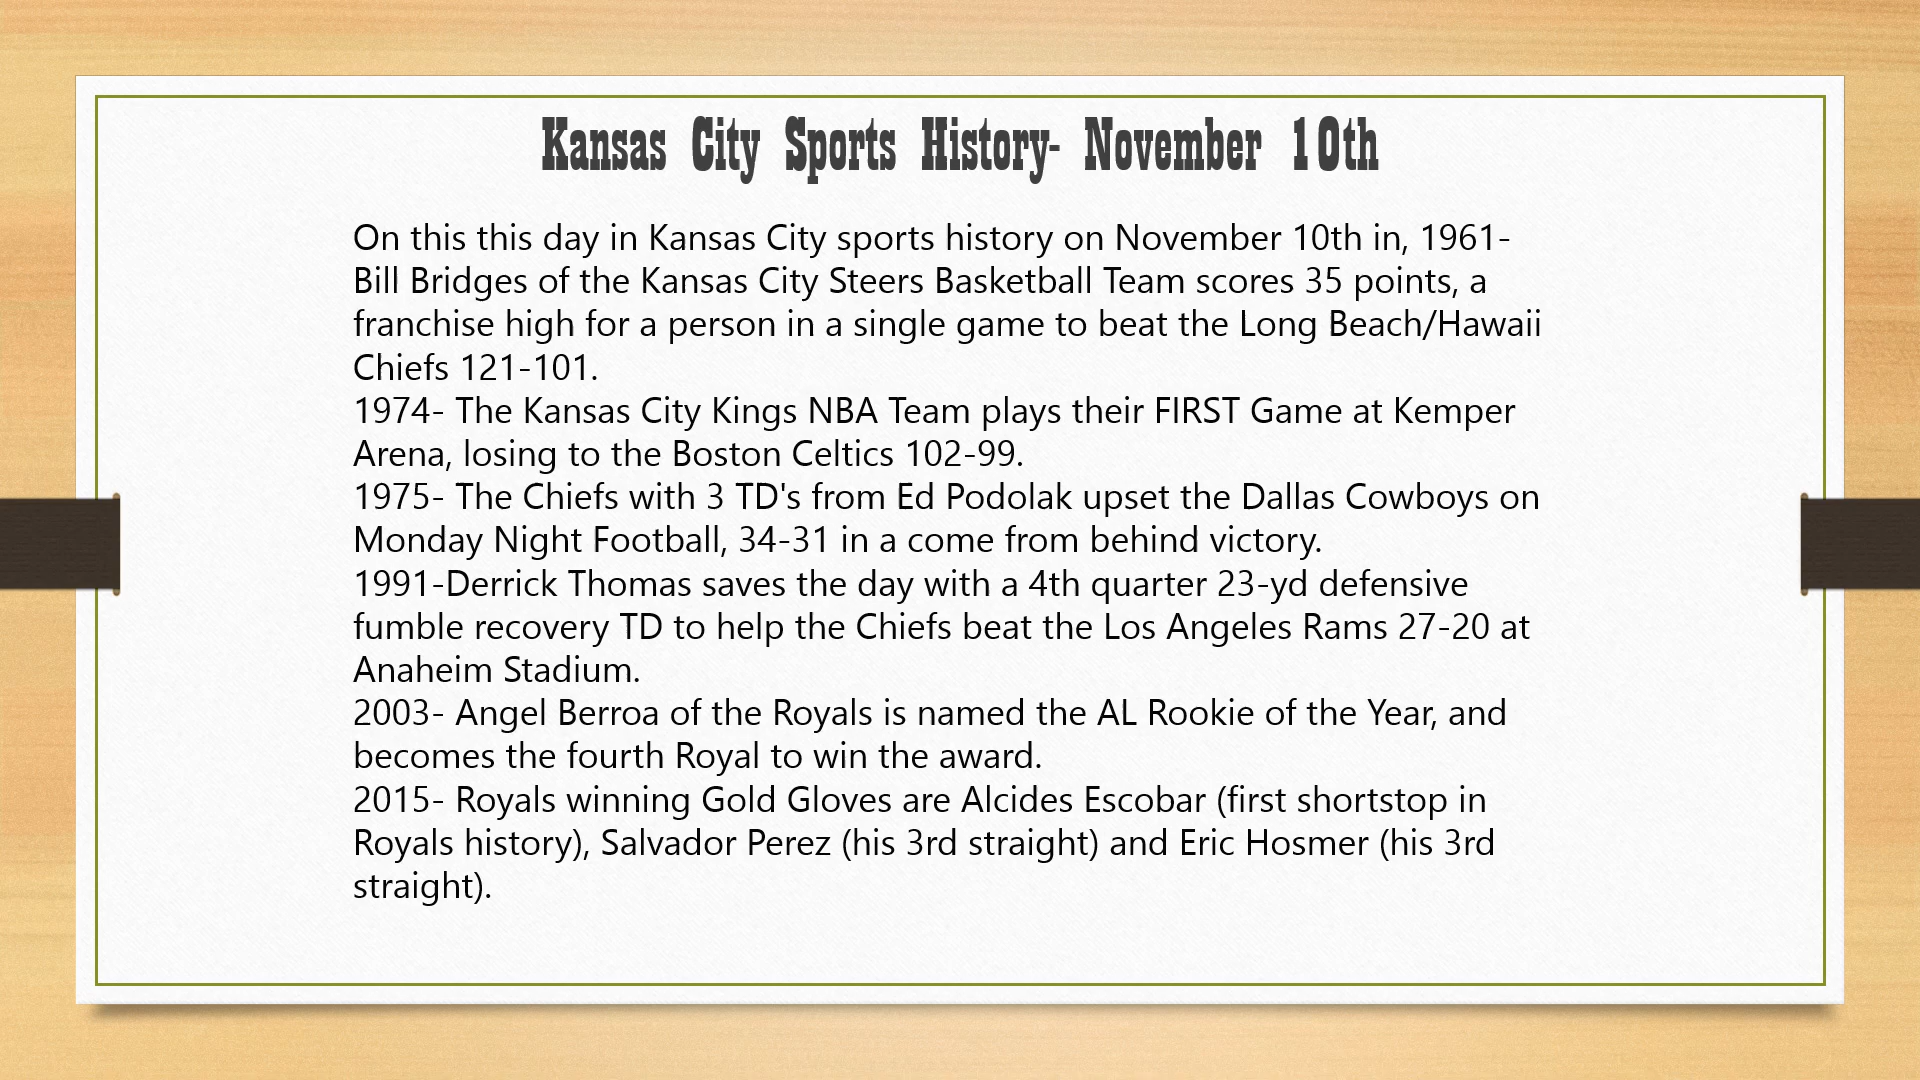 Kansas City Sports History- November 10th
On this this day in Kansas City sports history on November 10th in, 1961-
Bill Bridges of the Kansas City Steers Basketball Team scores 35 points, a
franchise high for a person in a single game to beat the Long Beach/Hawaii
Chiefs 121-101.
1974- The Kansas City Kings NBA Team plays their FIRST Game at Kemper
Arena, losing to the Boston Celtics 102-99.
1975- The Chiefs with 3 TD's from Ed Podolak upset the Dallas Cowboys on
Monday Night Football, 34-31 in a come from behind victory.
1991-Derrick Thomas saves the day with a 4th quarter 23-yd defensive
fumble recovery TD to help the Chiefs beat the Los Angeles Rams 27-20 at
Anaheim Stadium.
2003- Angel Berroa of the Royals is named the AL Rookie of the Year, and
becomes the fourth Royal to win the award.
2015- Royals winning Gold Gloves are Alcides Escobar (first shortstop in
Royals history), Salvador Perez (his 3rd straight) and Eric Hosmer (his 3rd
straight).